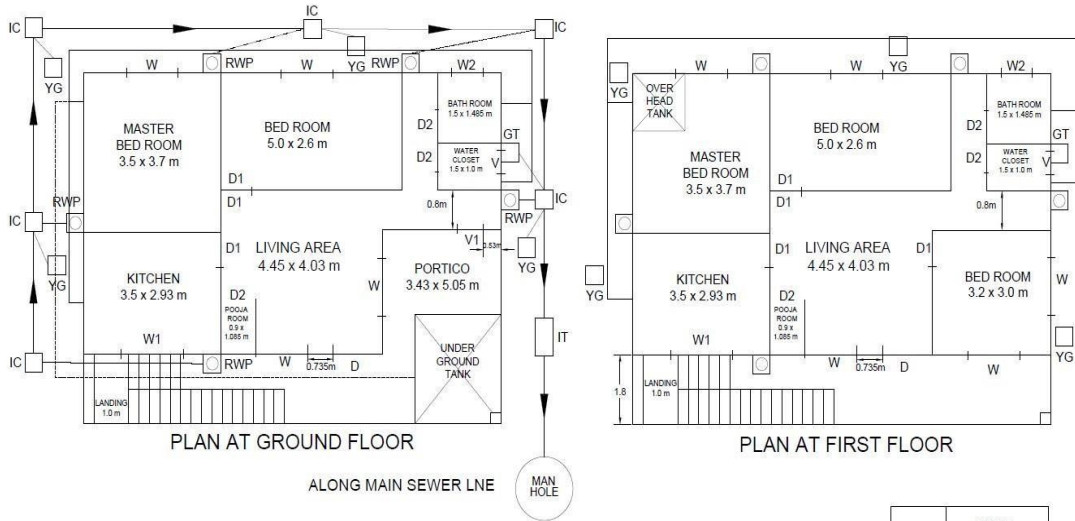 IC
IC
IC
YG
W
RWP
W
YG
RWP
W2
MASTER
BED ROOM
3.5 x 3.7 m
BED ROOM
5.0 x 2.6 m
BATH ROOM
1.5 x 1.485 m
D2
D2
WATER
CLOSET
1.5 x 1.0 m
GT
V
D1
D1
0.8m
IC
RWP
IC
RWP
D1
LIVING AREA
4.45 x 4.03 m
V1
0.53m
YG
YG
KITCHEN
3.5 x 2.93 m
W
PORTICO
3.43 x 5.05 m
D2
POOJA
ROOM
0.9 x
1.085 m
W1
IC
RWP
W
0.735m
D
UNDER
GROUND
TANK
IT
LANDING
1.0 m
PLAN AT GROUND FLOOR
ALONG MAIN SEWER LNE
MAN
HOLE
YG
W
W
YG
W2
OVER
HEAD
TANK
MASTER
BED ROOM
3.5 x 3.7 m
BED ROOM
5.0 x 2.6 m
BATH ROOM
1.5 x 1.485 m
D2
D2
WATER
CLOSET
1.5 x 1.0 m
GT
V
D1
D1
0.8m
D1
LIVING AREA
4.45 x 4.03 m
D1
YG
KITCHEN
3.5 x 2.93 m
BED ROOM
3.2 x 3.0 m
W
D2
POOJA
ROOM
0.9 x
1.085 m
W1
YG
W
0.735m
D
W
1.8
LANDING
1.0 m
PLAN AT FIRST FLOOR